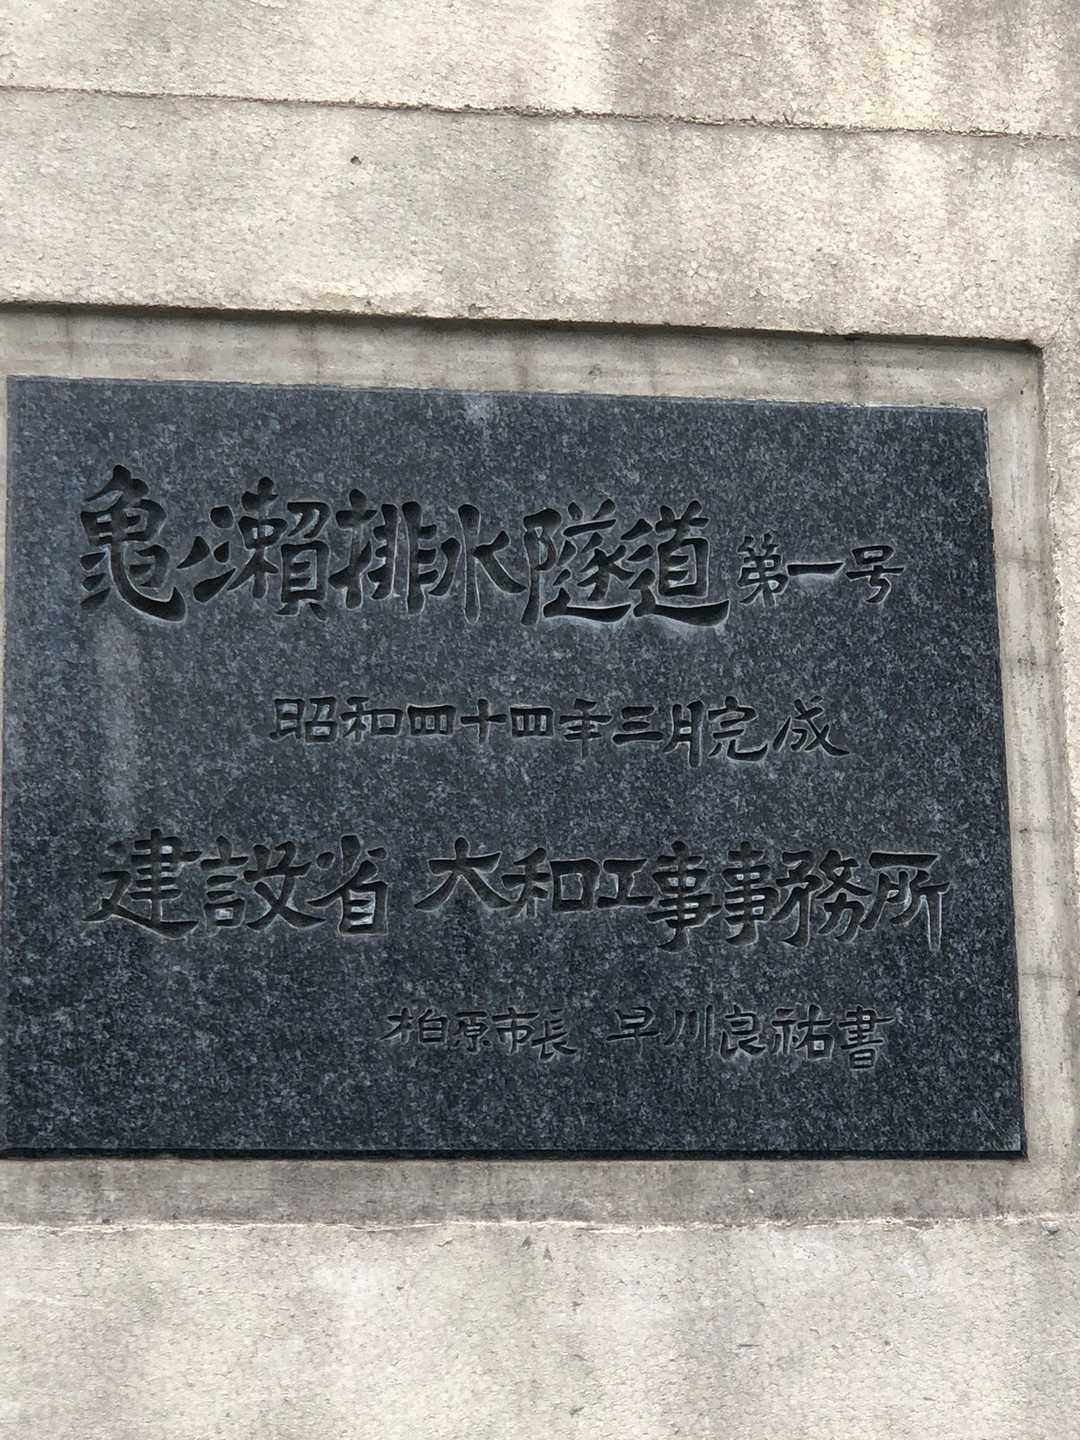 亀ノ瀬排水隧道第一号
昭和四十四年三月完成
建設省 大和工事事務所
柏原市長 早川良祐書